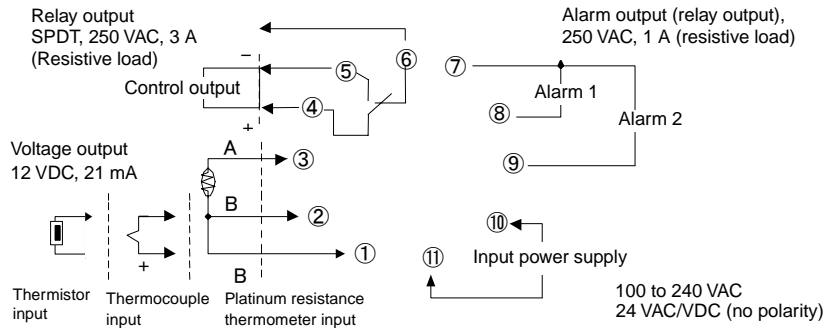 Relay output
SPDT, 250 VAC, 3 A
(Resistive load)
Alarm output (relay output),
250 VAC, 1 A (resistive load)
−
⑤
⑥
⑦
Control output
④
Alarm 1
⑧
Alarm 2
+
Voltage output
12 VDC, 21 mA
A
③
⑨
B
②
−
⑩
①
⑪
Input power supply
+
B
Thermistor
input
Thermocouple
input
Platinum resistance
thermometer input
100 to 240 VAC
24 VAC/VDC (no polarity)